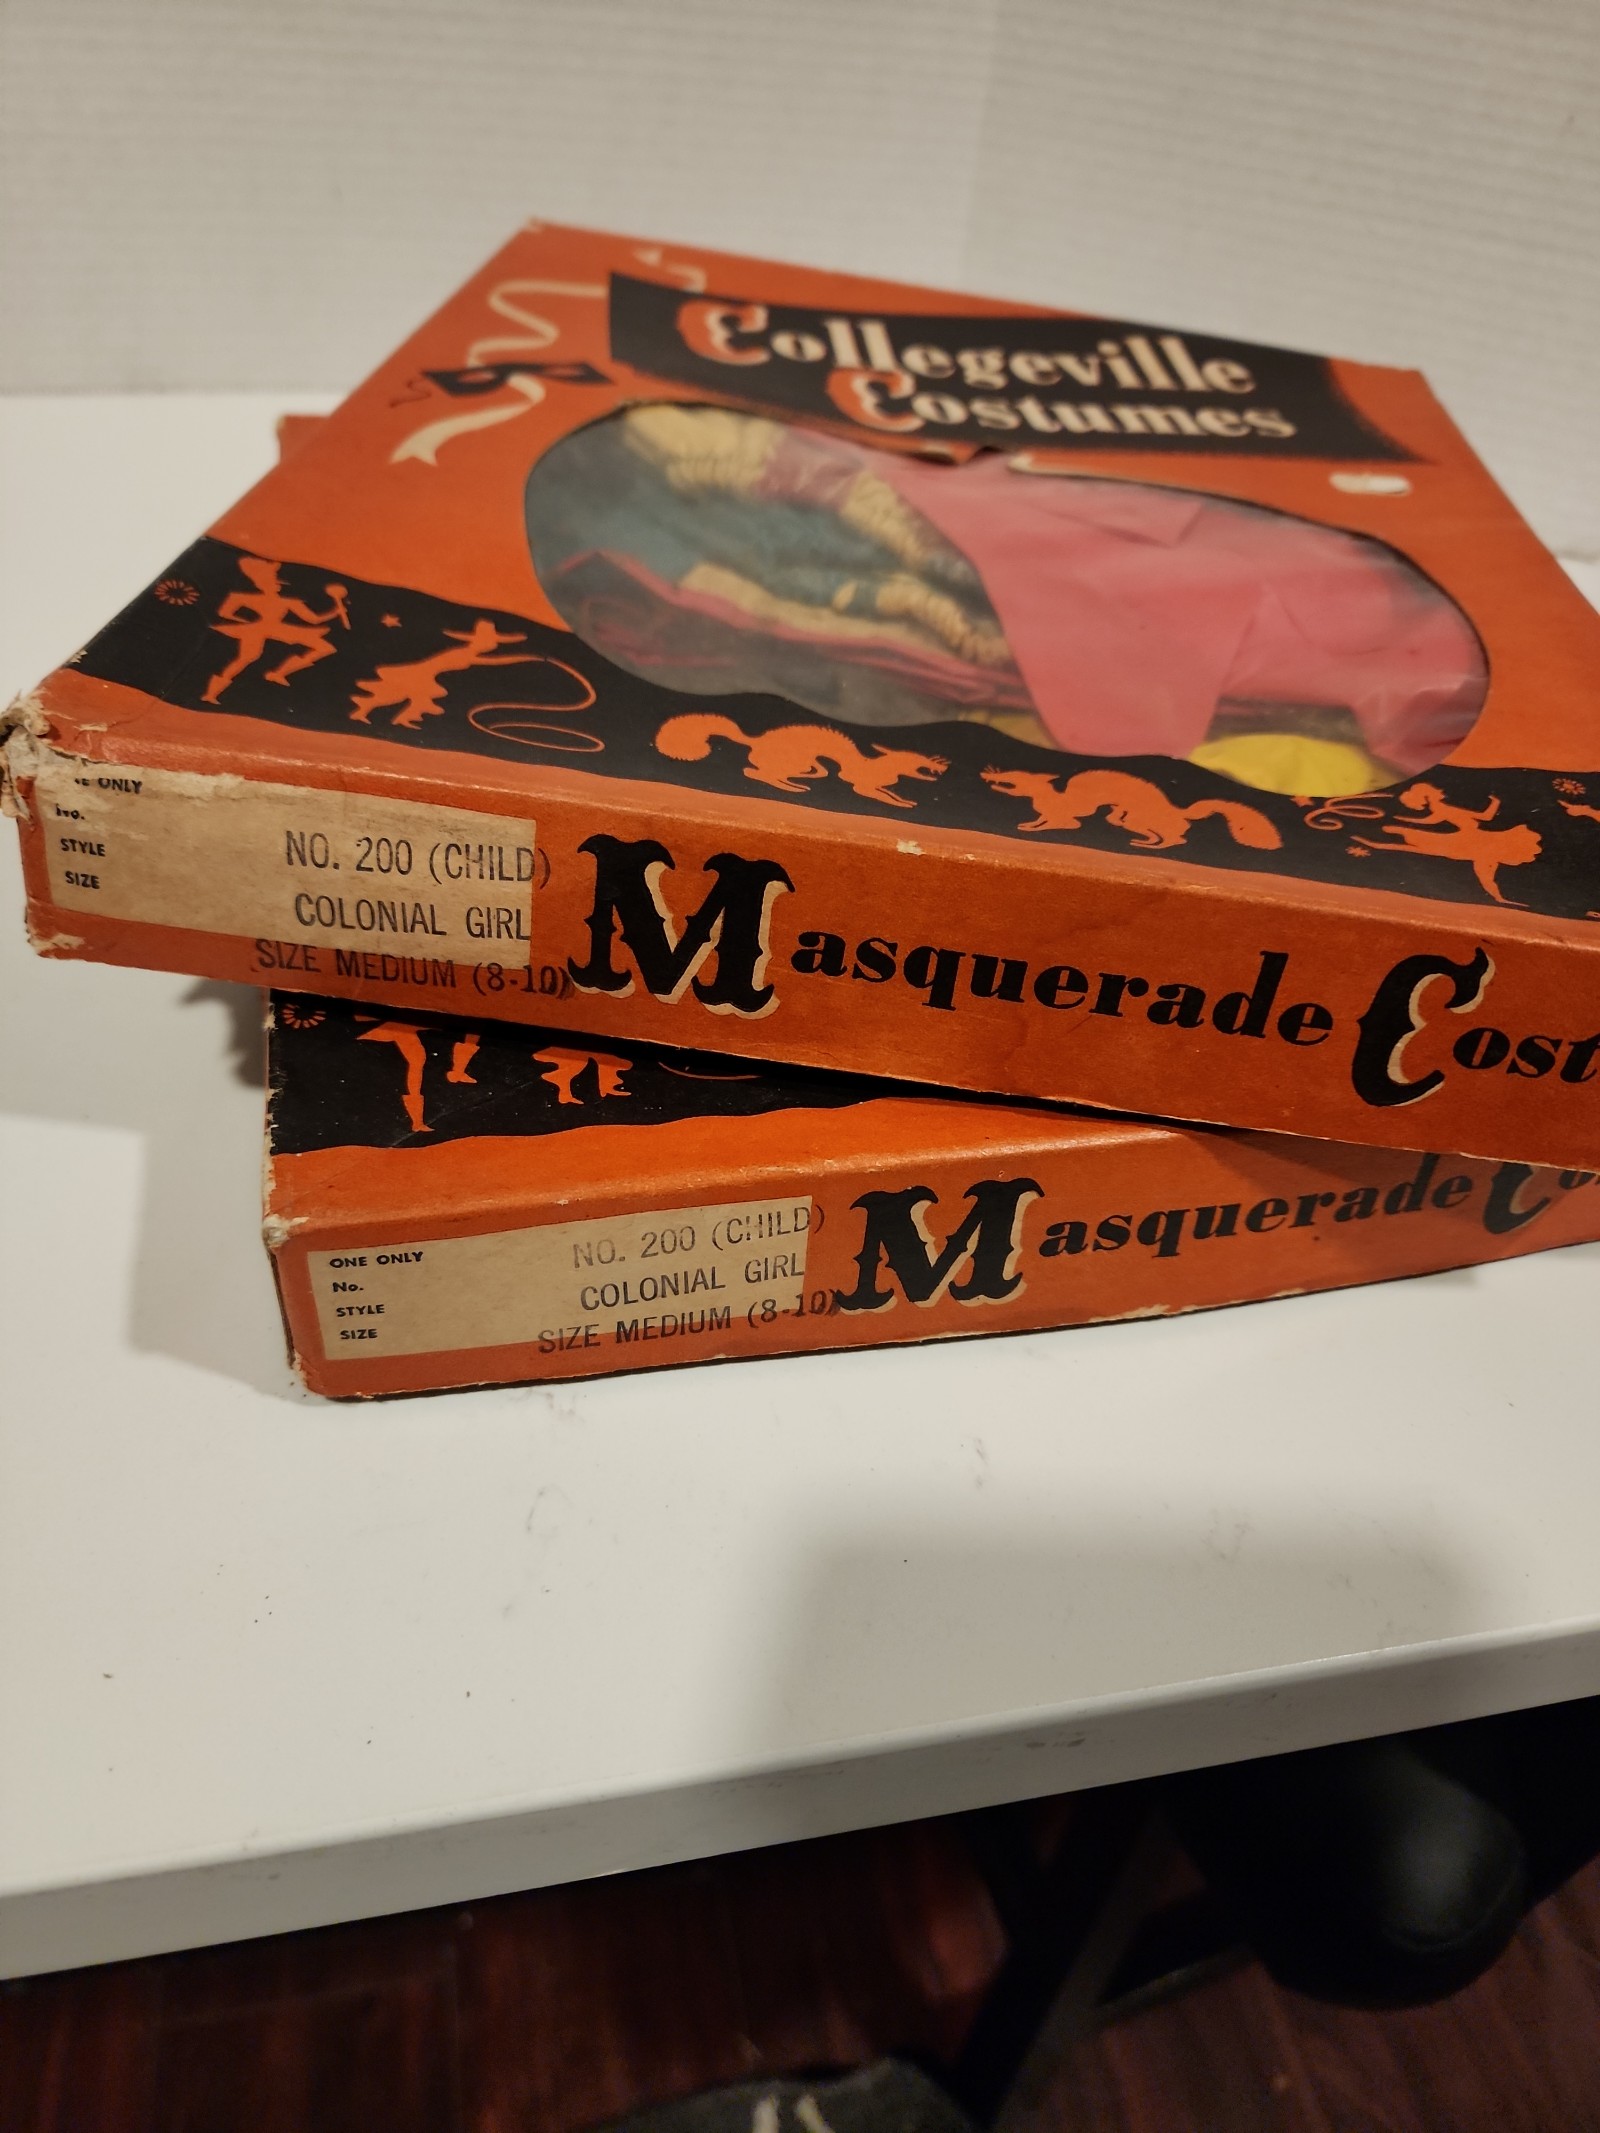 Collegeville
Costumes
ONLY
No.
STYLE
SIZE
NO. 200 (CHILD)
COLONIAL GIRL
SIZE MEDIUM (8-10)
Masquerade
ONE ONLY
No.
STYLE
SIZE
NO. 200 (CHILD)
COLONIAL GIRL
SIZE MEDIUM (8-10)
Masquerade